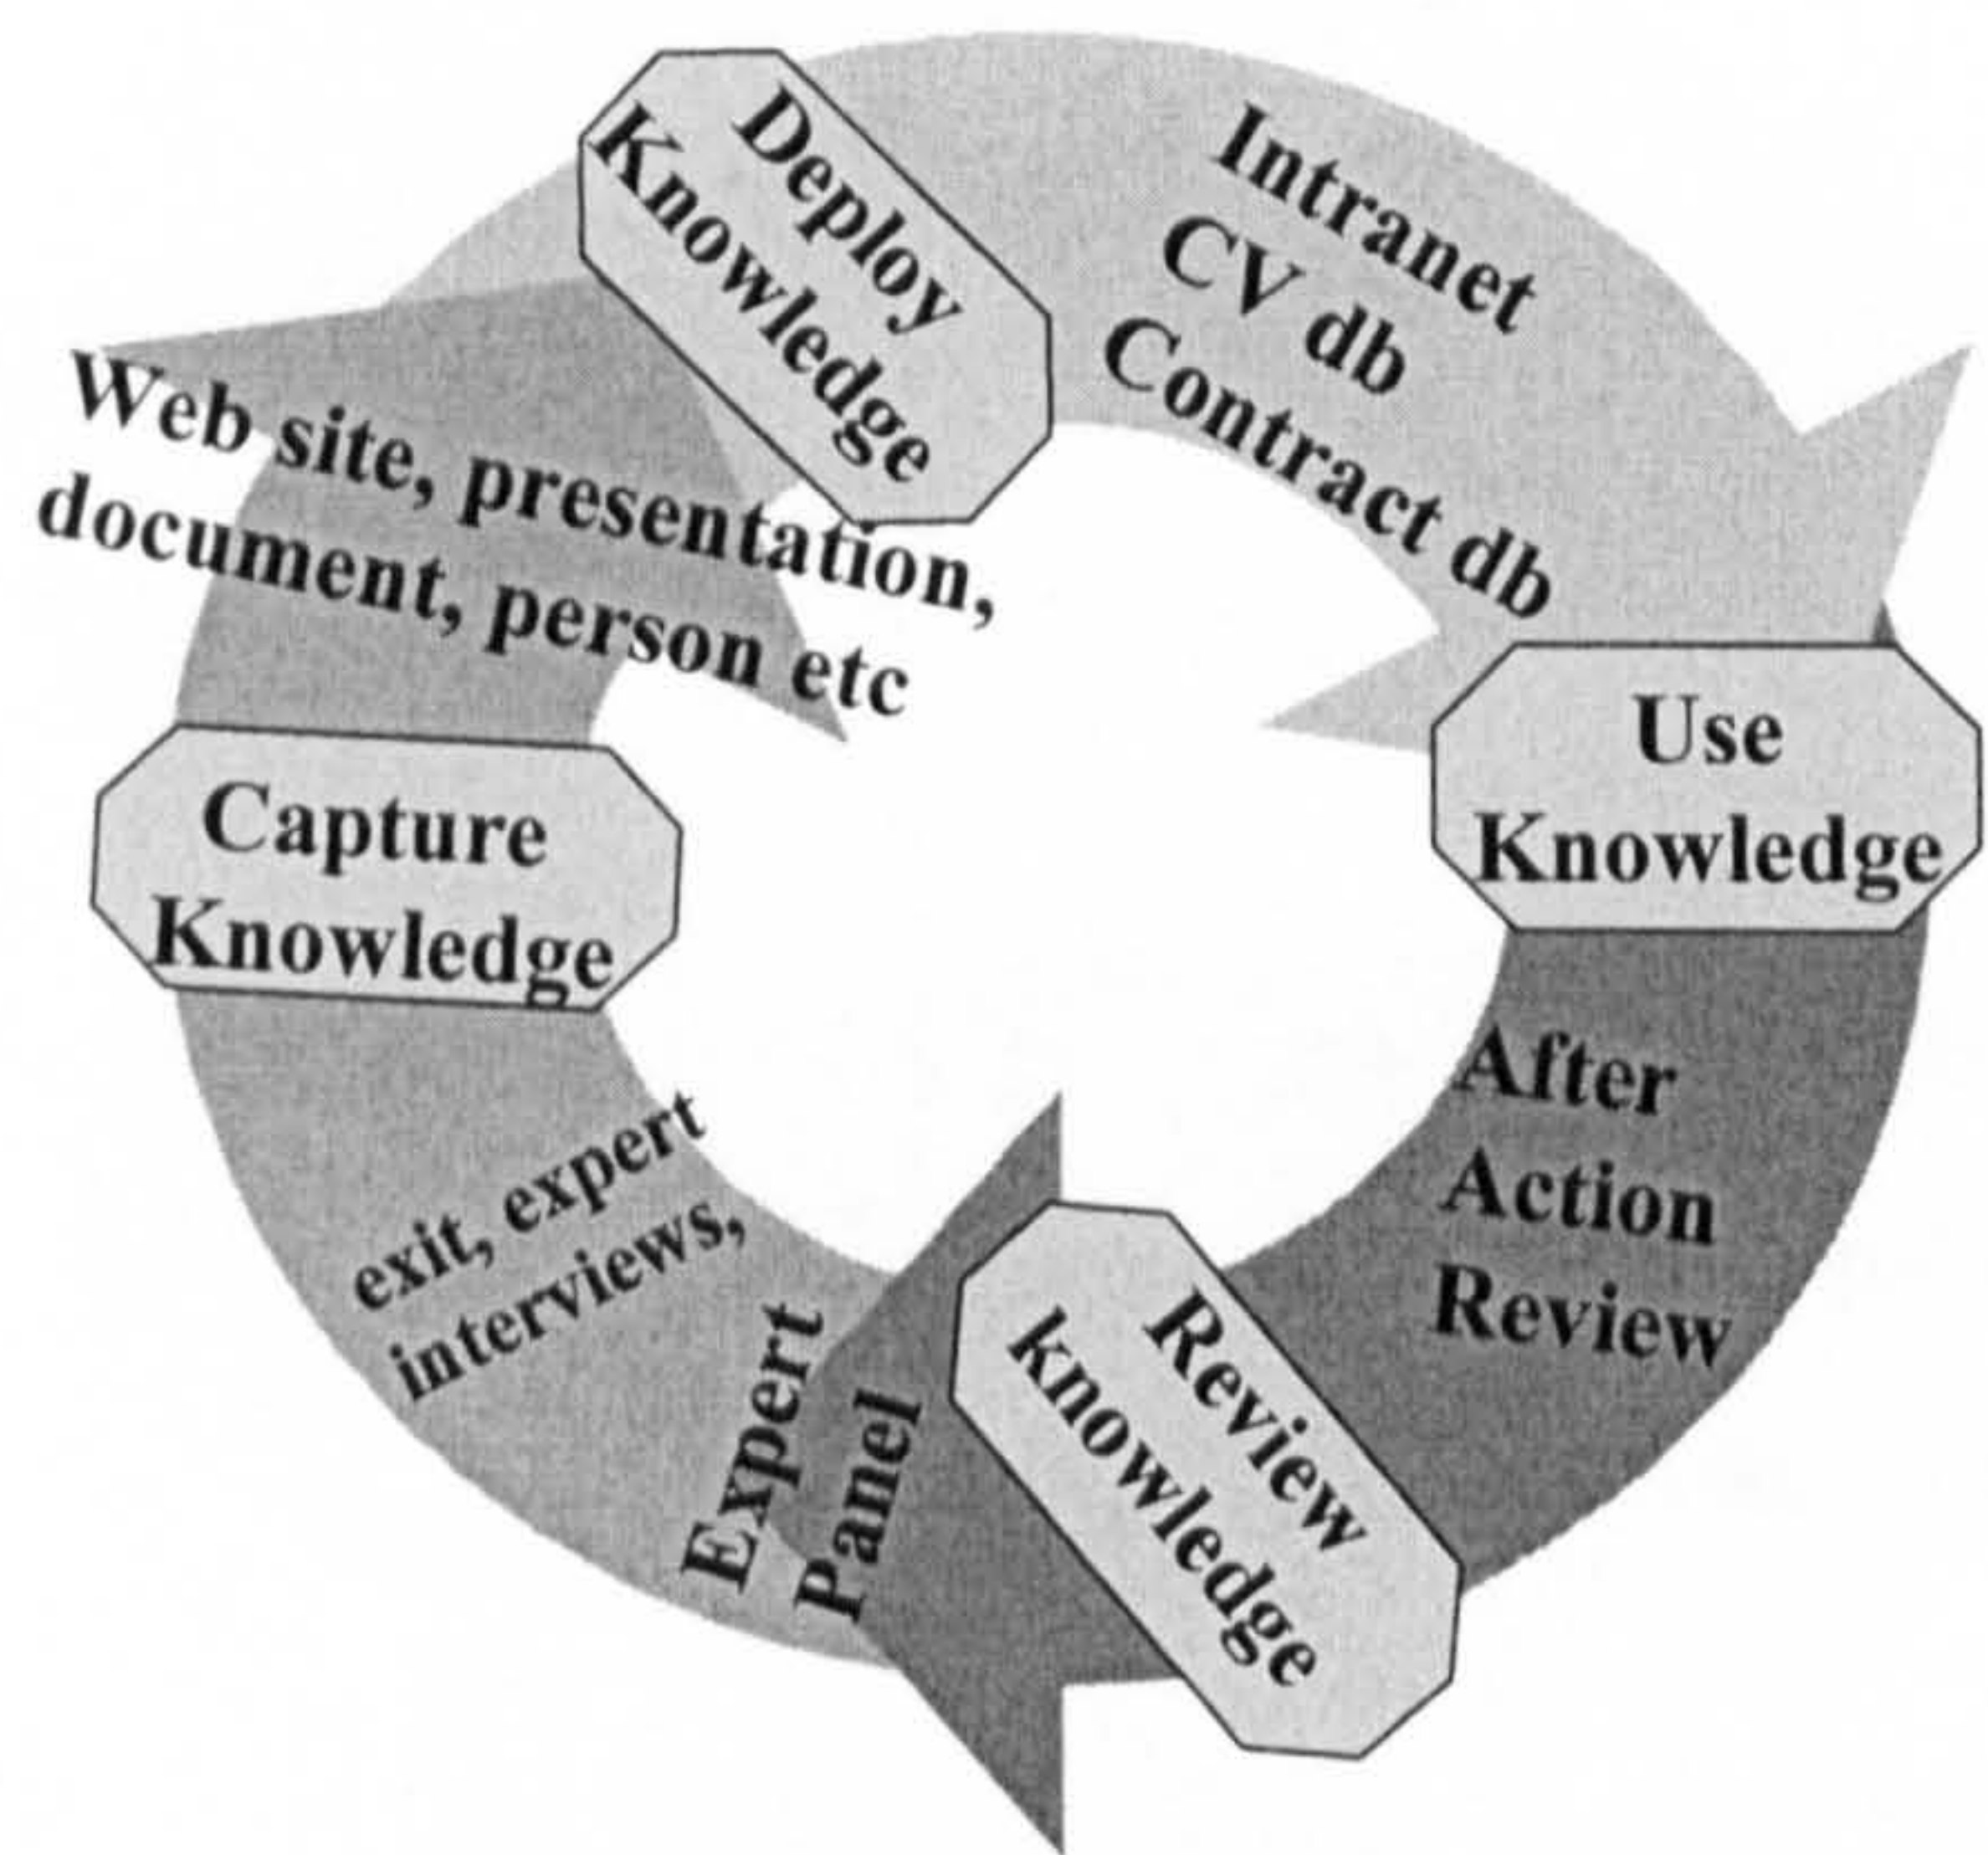 Deploy
Knowledge
Intranet
CV db
Contract db
Use
Knowledge
After
Action
Review
Review
knowledge
Expert
Panel
exit, expert
interviews,
Capture
Knowledge
Web site, presentation,
document, person etc